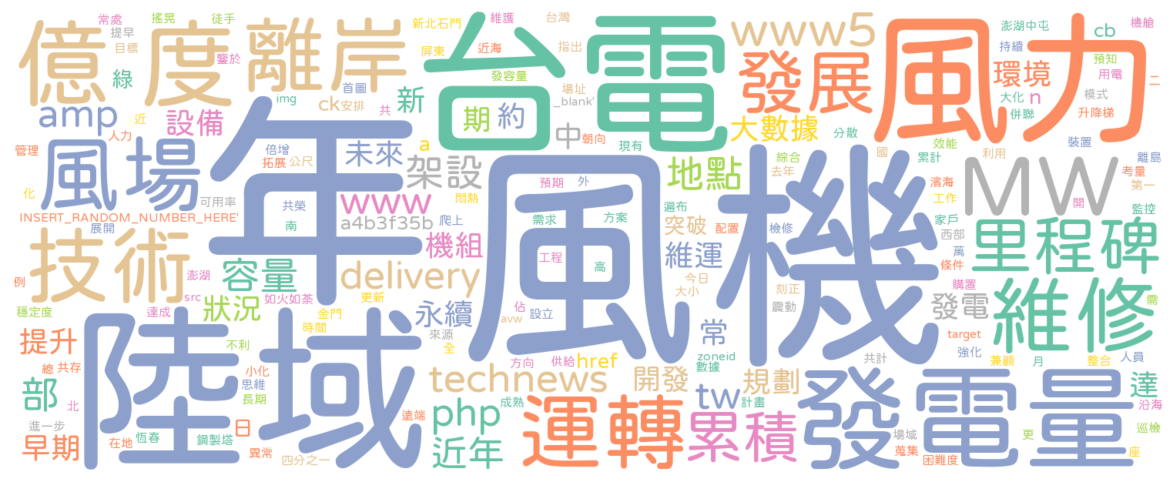 常處 搖晃 徒手 新北石門 維護 台灣
提早 目標 鑒於 屏東 近海 指出 www5 澎湖中屯 cb 橋艙
億 度 離岸 台電 發容量 發展 持續 預知
綠 img 首圖 場址 _blank' 環境 用電 二
amp 設備 近 共 ck 安排 新 期 約 中 朝向 現有 大數據 分散 大化 n 模式 併聯 升降梯 風力
管理 人力 倍增 拓展 公尺 未來 a 架設 地點 效能 累計 裝置 離島
風場 化 可用率 共榮 www 悶熱 預期 外 綜合 去年 國 利用 濱海 考量 第一
INSERT_RANDOM_NUMBER_HERE' 展開 南 a4b3f35b 爬上 需求 方案 遍布 配置 檢修 工作 家戶 開 監控 MW
年 風機 機組 工程 高 突破 維運 西部 萬 里程碑
技術 例 澎湖 容量 delivery 今日 大小 刻正 條件 購置
src 如火如荼 更新 佔 設立 震動 發電 維修 需
穩定度 達成 狀況 金門 時間 永續 來源 avw 全 常 target
提升 不利 方向 供給 href zoneid 數據 共計 強化 兼顧 月 整合 人員
陸域 總 共存 小化 思維 長期 technews 開發 規劃 tw 計畫 發電量 達
部 北 日 遠端 php 成熟 運轉 累積 沿海
進一步 在地 恆春 鋼製塔 場域 更 巡檢
早期 四分之一 異常 近年 蒐集 困難度 座